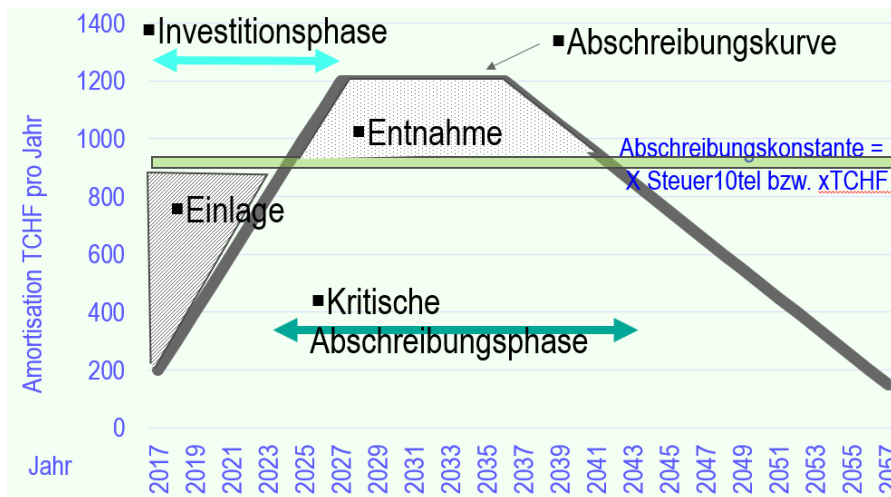 1400
1200
1000
800
600
400
200
0
Amortisation TCHF pro Jahr
▪Investitionsphase
▪Abschreibungskurve
▪Entnahme
Abschreibungskonstante =
X Steuer10tel bzw. xTCHF
▪Einlage
▪Kritische
Abschreibungsphase
Jahr
2017
2019
2021
2023
2025
2027
2029
2031
2033
2035
2037
2039
2041
2043
2045
2047
2049
2051
2053
2055
2057